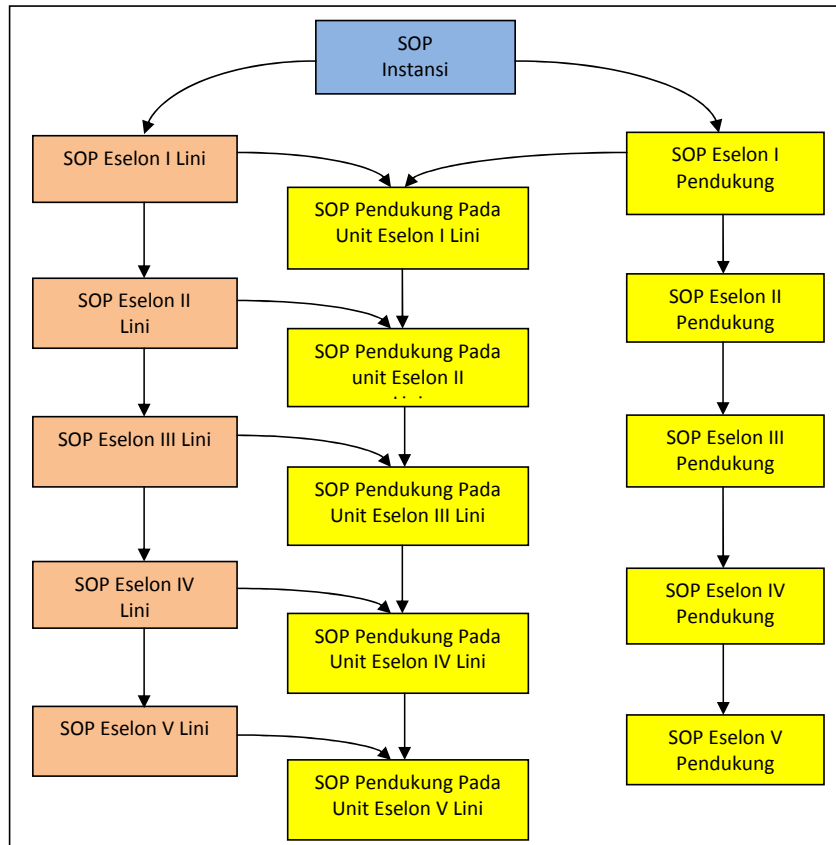 SOP
Instansi
SOP Eselon I Lini
SOP Eselon I
Pendukung
SOP Pendukung Pada
Unit Eselon I Lini
SOP Eselon II
Lini
SOP Eselon II
Pendukung
SOP Pendukung Pada
unit Eselon II
SOP Eselon III Lini
SOP Eselon III
Pendukung
SOP Pendukung Pada
Unit Eselon III Lini
SOP Eselon IV
Lini
SOP Eselon IV
Pendukung
SOP Pendukung Pada
Unit Eselon IV Lini
SOP Eselon V Lini
SOP Eselon V
Pendukung
SOP Pendukung Pada
Unit Eselon V Lini